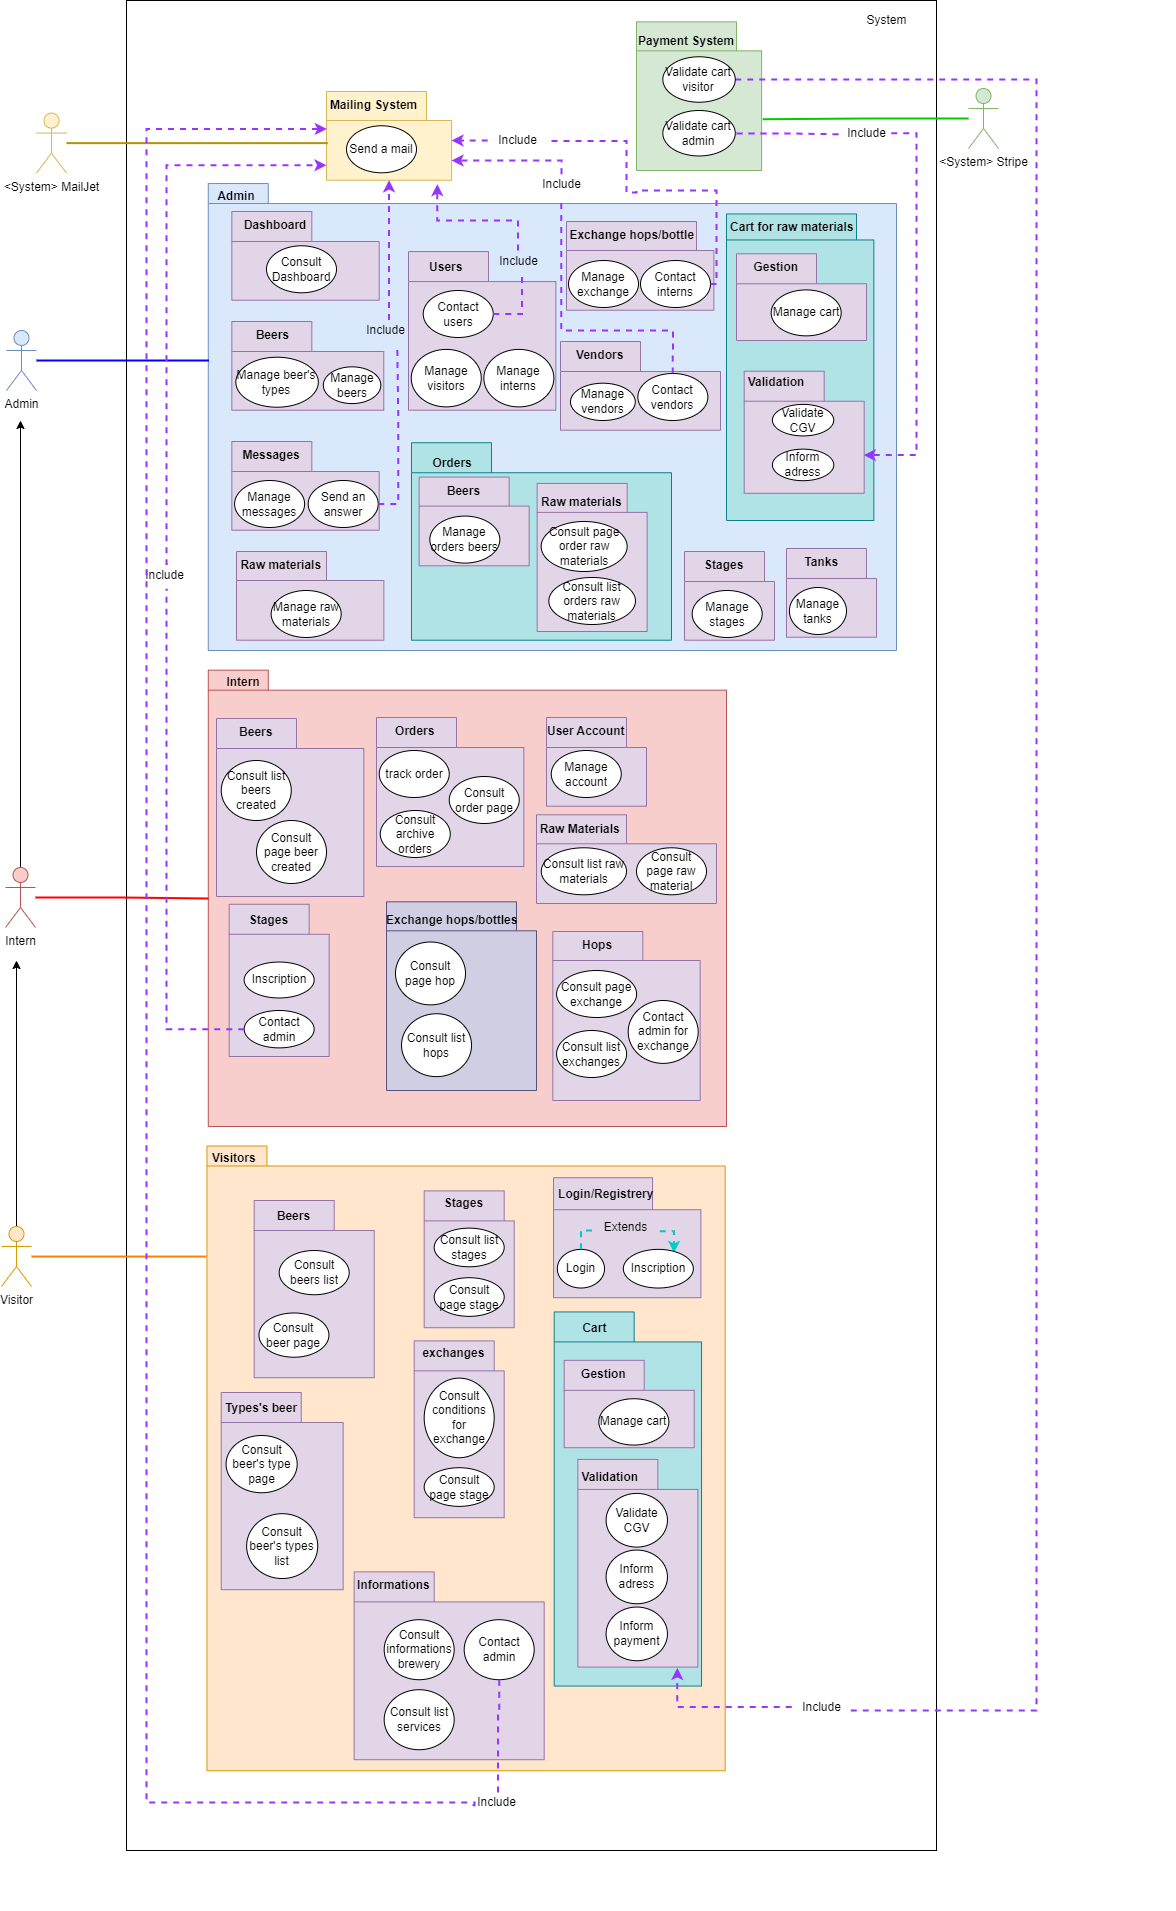 System
Payment System
Validate cart
visitor
Validate cart
admin
Include
<System> Stripe
Mailing System
Send a mail
<System> MailJet
Include
Include
Admin
Dashboard
Consult
Dashboard
Users
Contact
users
Include
Manage
visitors
Manage
interns
Include
Exchange hops/bottle
Manage
exchange
Contact
interns
Cart for raw materials
Gestion
Manage cart
Validation
Validate
CGV
Inform
adress
Beers
Manage beer's
types
Manage
beers
Vendors
Manage
vendors
Contact
vendors
Admin
Messages
Manage
messages
Send an
answer
Orders
Beers
Manage
orders beers
Raw materials
Consult page
order raw
materials
Consult list
orders raw
materials
Include
Raw materials
Manage raw
materials
Stages
Manage
stages
Tanks
Manage
tanks
Intern
Beers
Consult list
beers
created
Consult
page beer
created
Orders
track order
Consult
order page
Consult
archive
orders
User Account
Manage
account
Raw Materials
Consult list raw
materials
Consult
page raw
material
Intern
Stages
Inscription
Contact
admin
Exchange hops/bottles
Consult
page hop
Consult list
hops
Hops
Consult page
exchange
Contact
admin for
exchange
Consult list
exchanges
Visitors
Beers
Consult
beers list
Consult
beer page
Stages
Consult list
stages
Consult
page stage
Login/Registrery
Extends
Login
Inscription
Visitor
Cart
Gestion
Manage cart
Validation
Validate
CGV
Inform
adress
Inform
payment
exchanges
Consult
conditions
for
exchange
Consult
page stage
Types's beer
Consult
beer's type
page
Consult
beer's types
list
Informations
Consult
informations
brewery
Contact
admin
Consult list
services
Include
Include